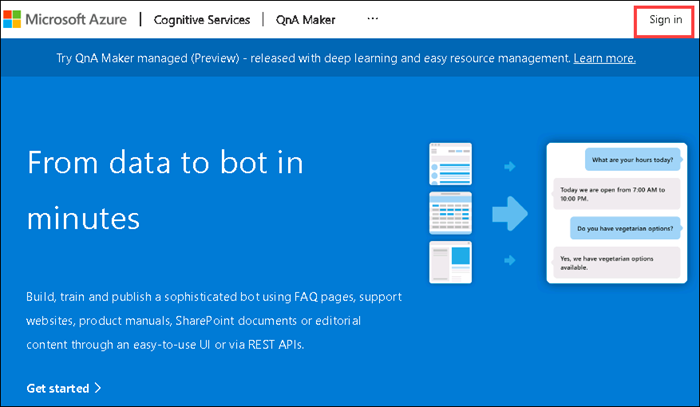 Microsoft Azure Cognitive Services QnA Maker ··· Sign in
Try QnA Maker managed (Preview) - released with deep learning and easy resource management. Learn more.
From data to bot in
minutes
What are your hours today?
Today we are open from 7:00 AM to
10:00 PM.
Do you have vegetarian options?
Yes, we have vegetarian options
available.
Build, train and publish a sophisticated bot using FAQ pages, support
websites, product manuals, SharePoint documents or editorial
content through an easy-to-use UI or via REST APIs.
Get started